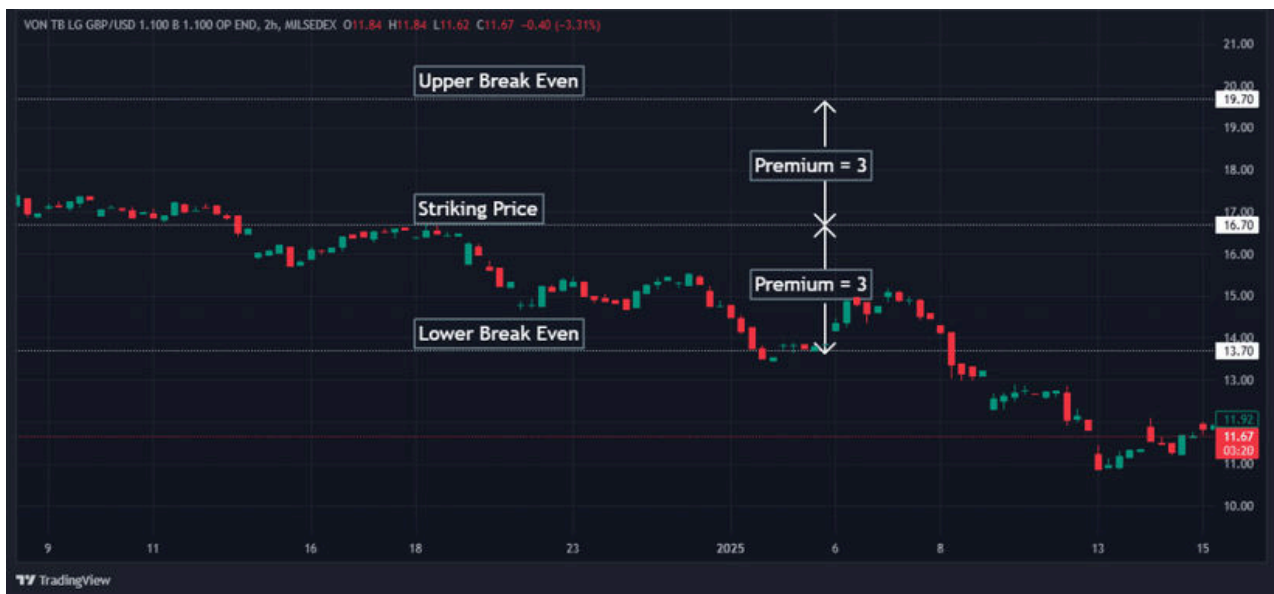 VON TB LG GBP/USD 1.100 B 1.100 OP END, 2h, MILSEDEX O11.84 H11.84 L11.62 C11.67 −0.40 (−3.31%)
21.00
Upper Break Even
20.00
19.70
19.00
Premium = 3
18.00
Striking Price
17.00
16.70
16.00
Premium = 3
15.00
Lower Break Even
14.00
13.70
13.00
11.92
11.67
03:20
11.00
10.00
9 11 16 18 23 2025 6 8 13 15
TradingView